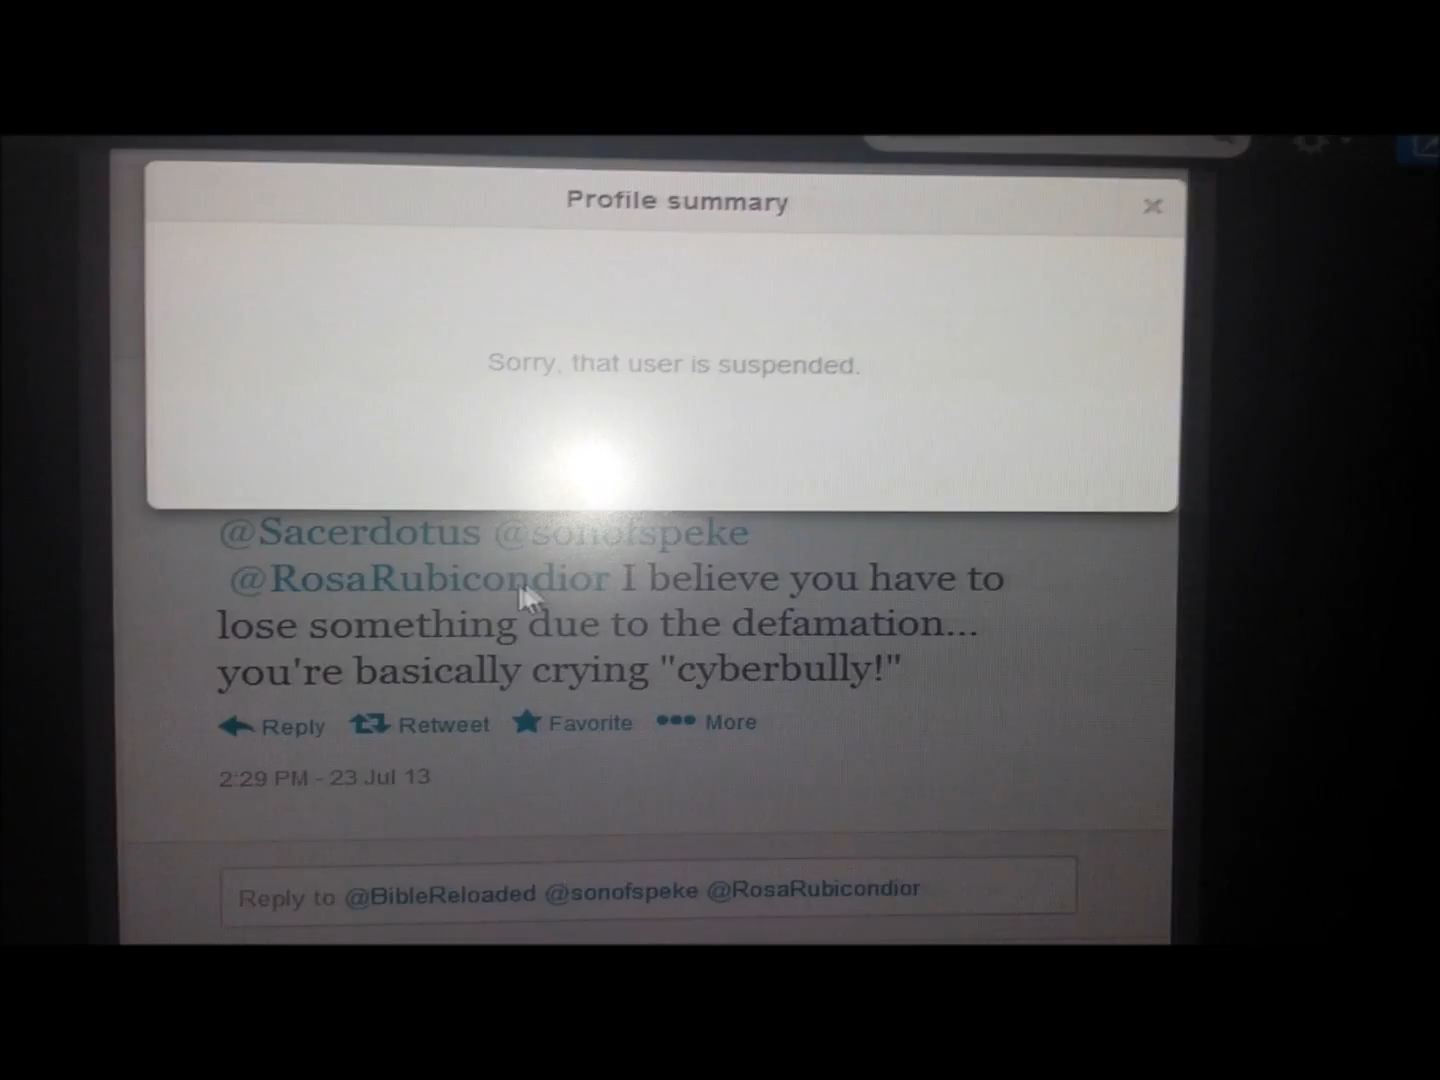 Profile summary
Sorry, that user is suspended.
@Sacerdotus @sonofspeke
@RosaRubicondior I believe you have to
lose something due to the defamation...
you're basically crying "cyberbully!"
Reply Retweet Favorite More
2:29 PM - 23 Jul 13
Reply to @BibleReloaded @sonofspeke @RosaRubicondior